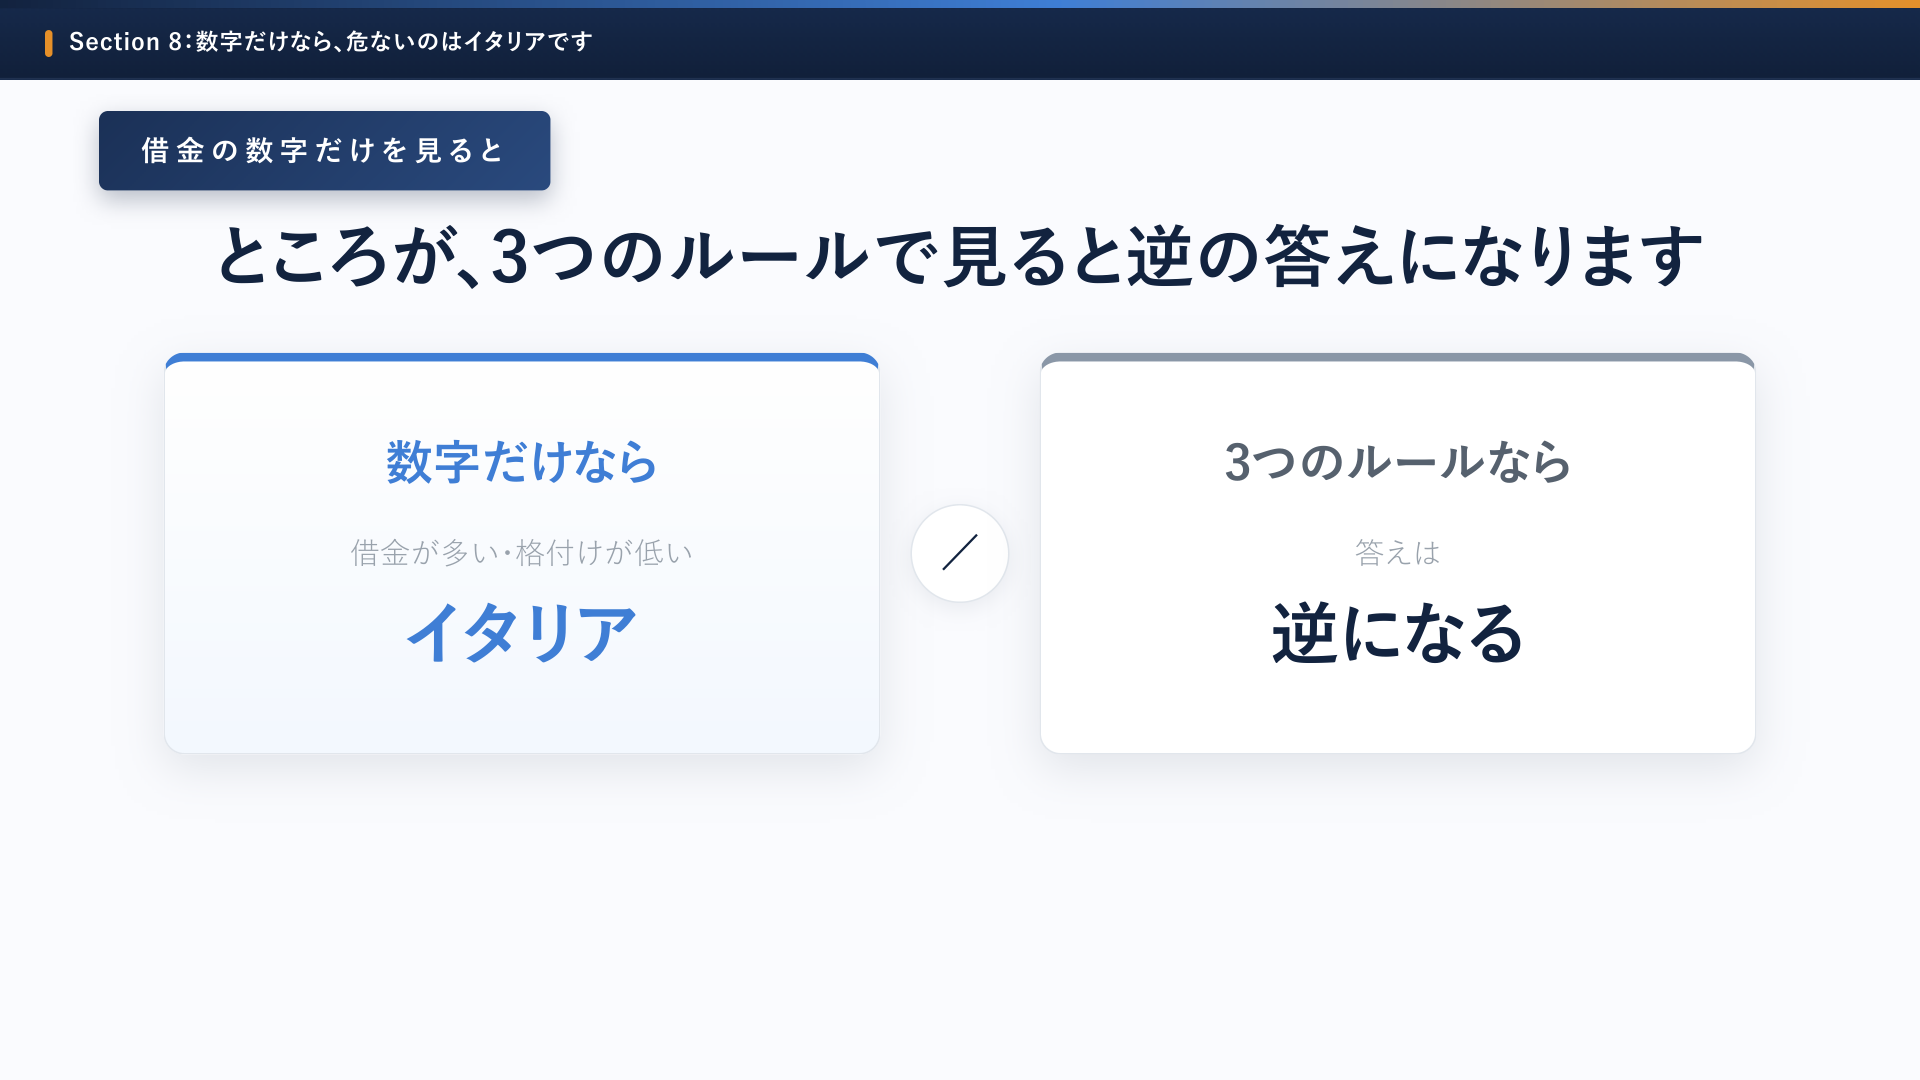 Section 8：数字だけなら、危ないのはイタリアです
借金の数字だけを見ると
ところが、3つのルールで見ると逆の答えになります
数字だけなら
借金が多い・格付けが低い
イタリア
／
3つのルールなら
答えは
逆になる